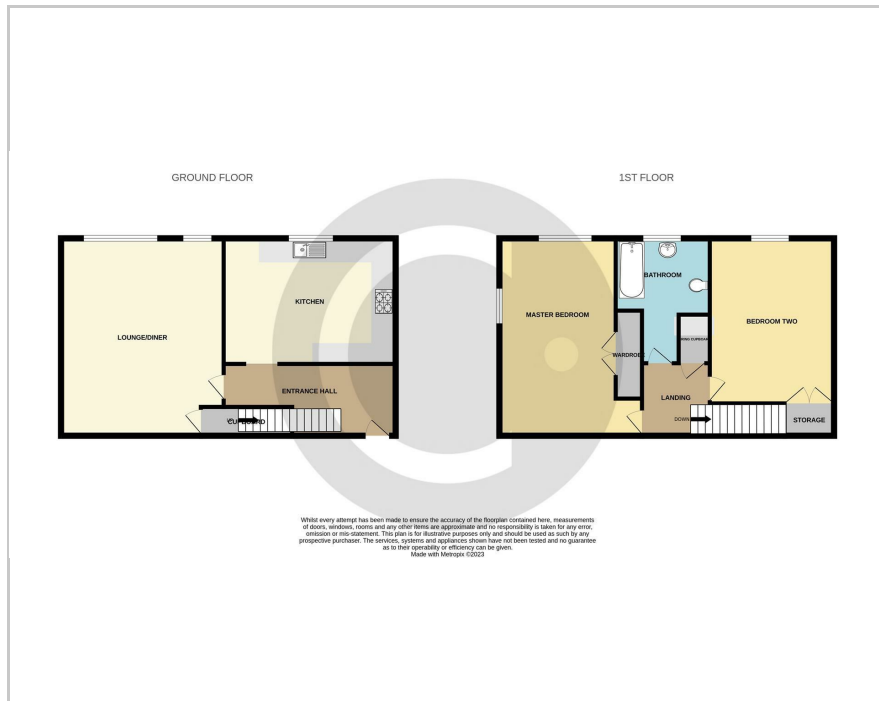 GROUND FLOOR
1ST FLOOR
LOUNGE/DINER
KITCHEN
ENTRANCE HALL
CUPBOARD
MASTER BEDROOM
WARDROBE
BATHROOM
LANDING
DOWN
BEDROOM TWO
STORAGE
Whilst every attempt has been made to ensure the accuracy of the floorplan contained here, measurements
of doors, windows, rooms and any other items are approximate and no responsibility is taken for any error,
omission or mis-statement. This plan is for illustrative purposes only and should be used as such by any
prospective purchaser. The services, systems and appliances shown have not been tested and no guarantee
as to their operability or efficiency can be given.
Made with Metropix ©2023